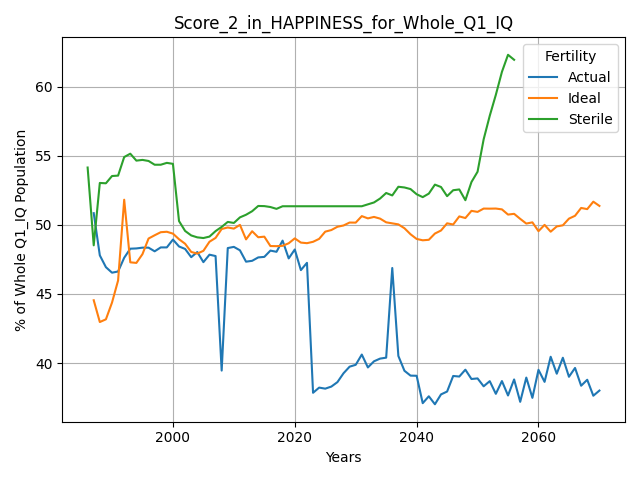 Score_2_in_HAPPINESS_for_Whole_Q1_IQ
% of Whole Q1_IQ Population
60
55
50
45
40
Fertility
Actual
Ideal
Sterile
2000
2020
2040
2060
Years